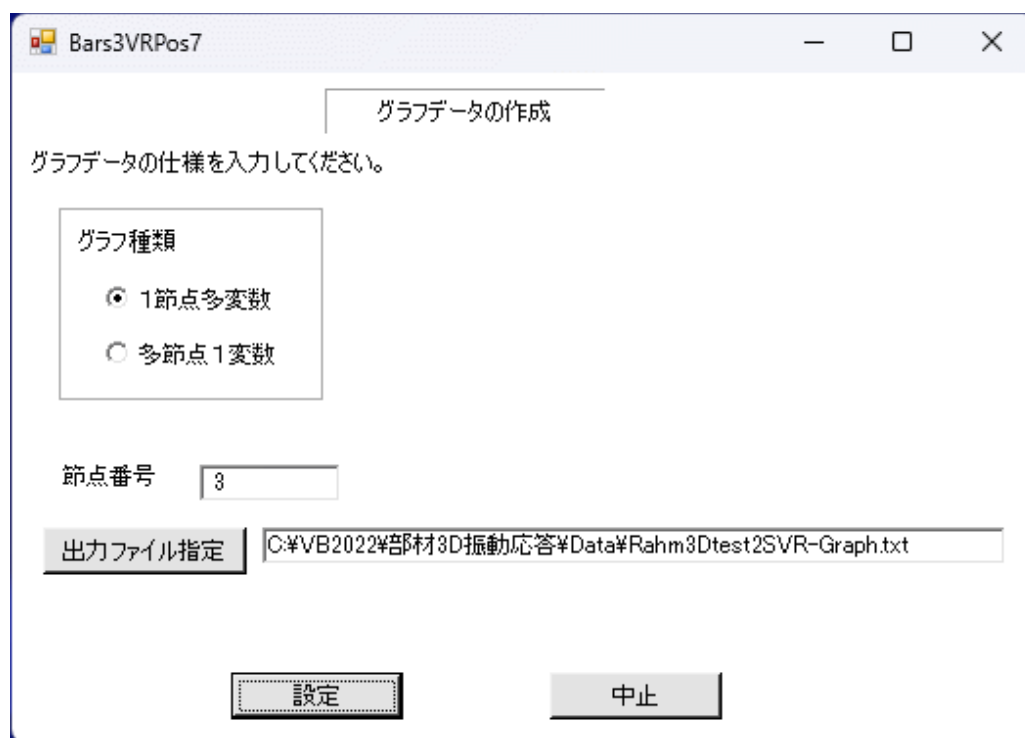 Bars3VRPos7
グラフデータの作成
グラフデータの仕様を入力してください。
グラフ種類
1節点多変数
多節点１変数
節点番号 3
出力ファイル指定 C:¥VB2022¥部材3D振動応答¥Data¥Rahm3Dtest2SVR-Graph.txt
設定 中止